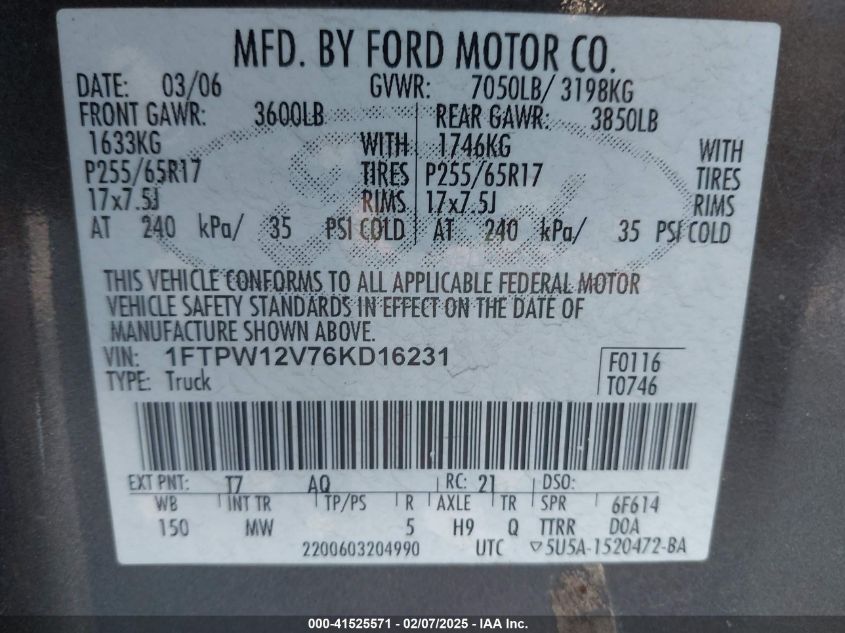 MFD. BY FORD MOTOR CO.
DATE: 03/06 GVWR: 7050LB/ 3198KG
FRONT GAWR: 3600LB REAR GAWR: 3850LB
1633KG WITH 1746KG WITH
P255/65R17 TIRES P255/65R17 TIRES
17x7.5J RIMS 17x7.5J RIMS
AT 240 kPa/ 35 PSI COLD AT 240 kPa/ 35 PSI COLD
THIS VEHICLE CONFORMS TO ALL APPLICABLE FEDERAL MOTOR
VEHICLE SAFETY STANDARDS IN EFFECT ON THE DATE OF
MANUFACTURE SHOWN ABOVE.
VIN: 1FTPW12V76KD16231 F0116
TYPE: Truck T0746
EXT PNT: T7 AQ RC: 21 DSO:
WB INT TR TP/PS R AXLE TR SPR 6F614
150 MW 5 H9 Q TTRR DOA
2200603204990 UTC ▽5U5A-1520472-BA
000-41525571 | 02/07/2025 - IAA Inc.